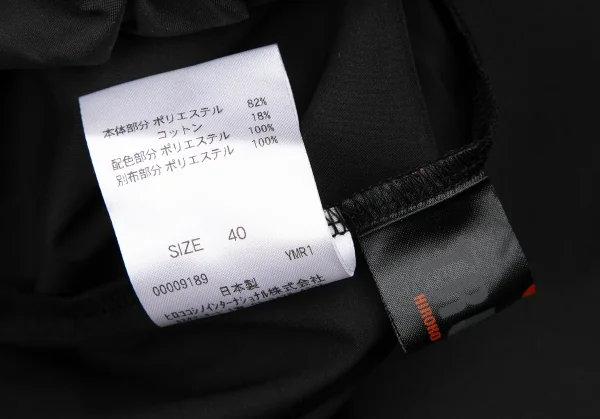 本体部分 ポリエステル 82%
コットン 18%
配色部分 ポリエステル 100%
別布部分 ポリエステル 100%
SIZE 40
YMR1
00009189 日本製
ヒロココシノインターナショナル株式会社
HIROKO